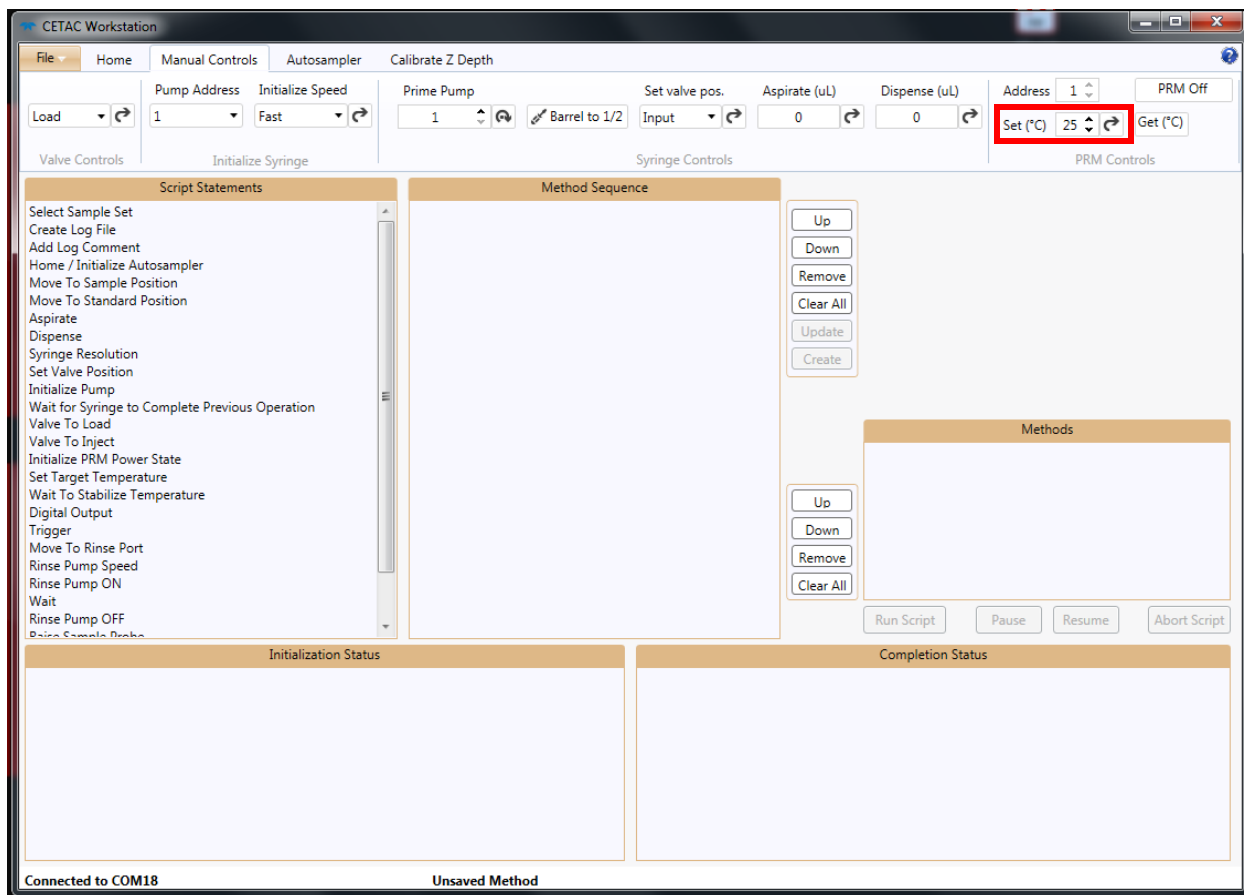 CETAC Workstation
File Home Manual Controls Autosampler Calibrate Z Depth
Pump Address Initialize Speed Prime Pump Set valve pos. Aspirate (uL) Dispense (uL) Address 1 PRM Off
Load 1 Fast 1 Barrel to 1/2 Input 0 0 Set (°C) 25 Get (°C)
Valve Controls Initialize Syringe Syringe Controls PRM Controls
Script Statements
Select Sample Set
Create Log File
Add Log Comment
Home / Initialize Autosampler
Move To Sample Position
Move To Standard Position
Aspirate
Dispense
Syringe Resolution
Set Valve Position
Initialize Pump
Wait for Syringe to Complete Previous Operation
Valve To Load
Valve To Inject
Initialize PRM Power State
Set Target Temperature
Wait To Stabilize Temperature
Digital Output
Trigger
Move To Rinse Port
Rinse Pump Speed
Rinse Pump ON
Wait
Rinse Pump OFF
Raise Sample Probe
Method Sequence
Up
Down
Remove
Clear All
Update
Create
Up
Down
Remove
Clear All
Methods
Run Script Pause Resume Abort Script
Initialization Status
Completion Status
Connected to COM18 Unsaved Method